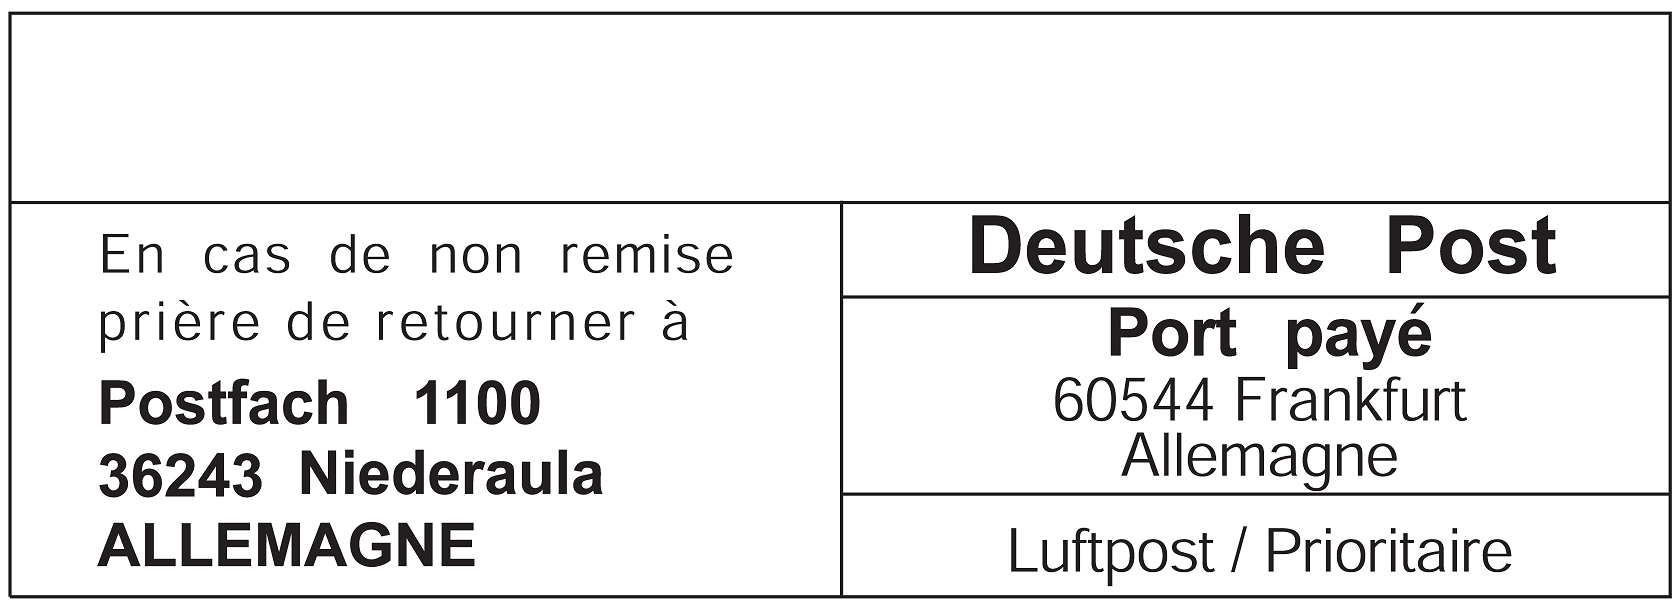 En cas de non remise
prière de retourner à
Postfach 1100
36243 Niederaula
ALLEMAGNE
Deutsche Post
Port payé
60544 Frankfurt
Allemagne
Luftpost / Prioritaire